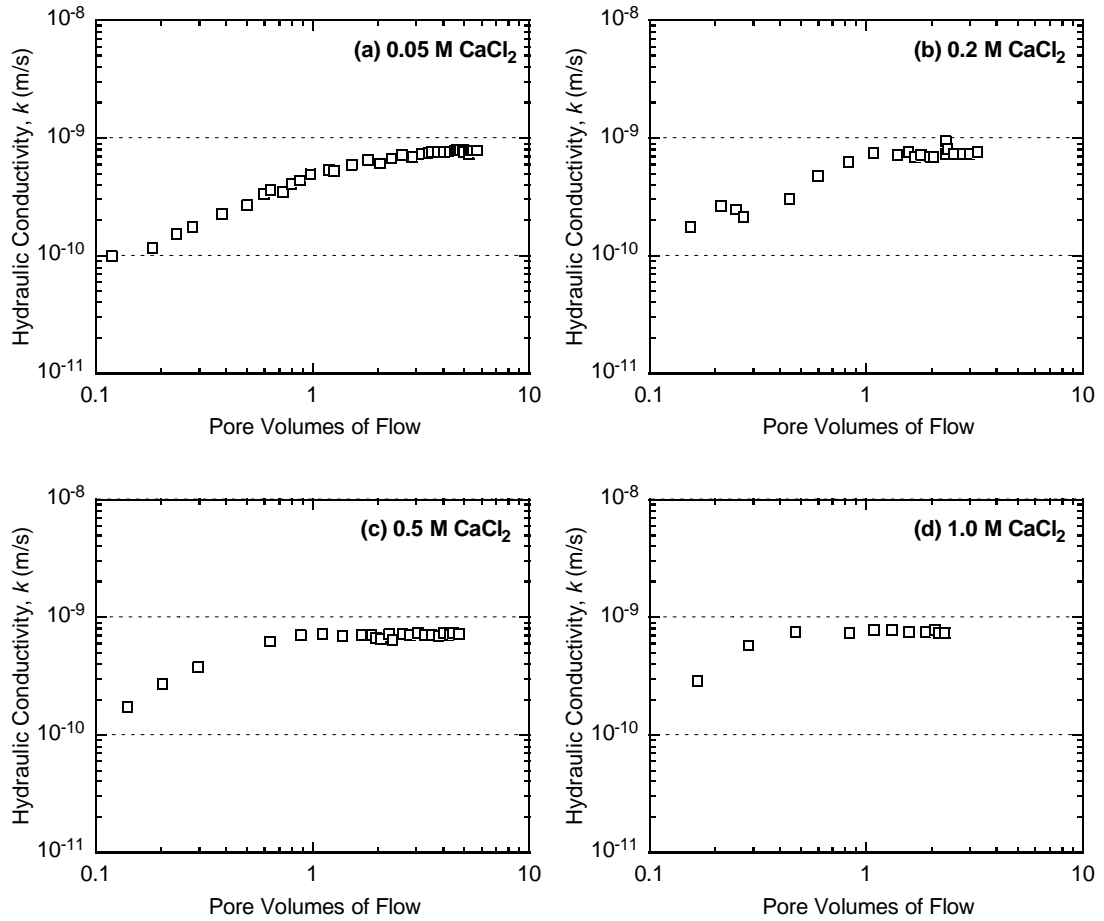 (a) 0.05 M CaCl₂
Hydraulic Conductivity, k (m/s)
10⁻⁸
10⁻⁹
10⁻¹⁰
10⁻¹¹
0.1 1 10
Pore Volumes of Flow
(b) 0.2 M CaCl₂
Hydraulic Conductivity, k (m/s)
10⁻⁸
10⁻⁹
10⁻¹⁰
10⁻¹¹
0.1 1 10
Pore Volumes of Flow
(c) 0.5 M CaCl₂
Hydraulic Conductivity, k (m/s)
10⁻⁸
10⁻⁹
10⁻¹⁰
10⁻¹¹
0.1 1 10
Pore Volumes of Flow
(d) 1.0 M CaCl₂
Hydraulic Conductivity, k (m/s)
10⁻⁸
10⁻⁹
10⁻¹⁰
10⁻¹¹
0.1 1 10
Pore Volumes of Flow